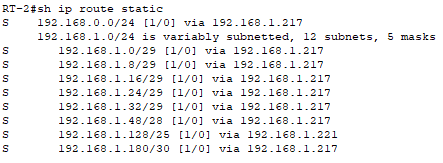 RT-2#sh ip route static
S    192.168.0.0/24 [1/0] via 192.168.1.217
     192.168.1.0/24 is variably subnetted, 12 subnets, 5 masks
S       192.168.1.0/29 [1/0] via 192.168.1.217
S       192.168.1.8/29 [1/0] via 192.168.1.217
S       192.168.1.16/29 [1/0] via 192.168.1.217
S       192.168.1.24/29 [1/0] via 192.168.1.217
S       192.168.1.32/29 [1/0] via 192.168.1.217
S       192.168.1.48/28 [1/0] via 192.168.1.217
S       192.168.1.128/25 [1/0] via 192.168.1.221
S       192.168.1.180/30 [1/0] via 192.168.1.217